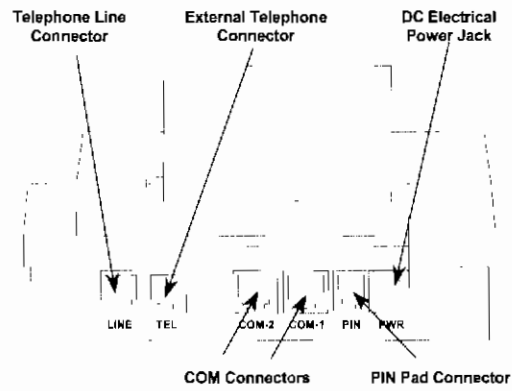 Telephone Line
Connector
External Telephone
Connector
DC Electrical
Power Jack
LINE TEL COM-2 COM-1 PIN PWR
COM Connectors
PIN Pad Connector